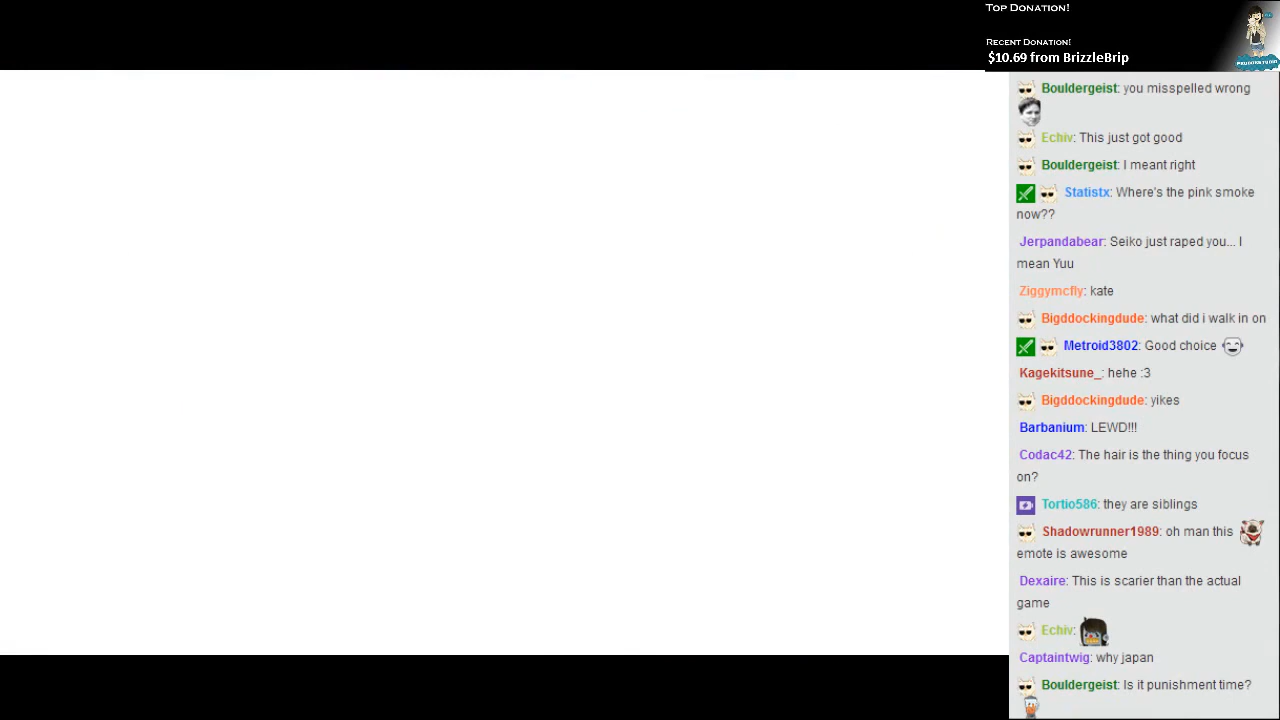 Top Donation!
Recent Donation!
$10.69 from BrizzleBrip
Bouldergeist: you misspelled wrong
Echiv: This just got good
Bouldergeist: I meant right
Statistx: Where's the pink smoke
now??
Jerpandabear: Seiko just raped you... I
mean Yuu
Ziggymcfly: kate
Bigddockingdude: what did i walk in on
Metroid3802: Good choice
Kagekitsune_: hehe :3
Bigddockingdude: yikes
Barbanium: LEWD!!!
Codac42: The hair is the thing you focus
on?
Tortio586: they are siblings
Shadowrunner1989: oh man this
emote is awesome
Dexaire: This is scarier than the actual
game
Echiv:
Captaintwig: why japan
Bouldergeist: Is it punishment time?